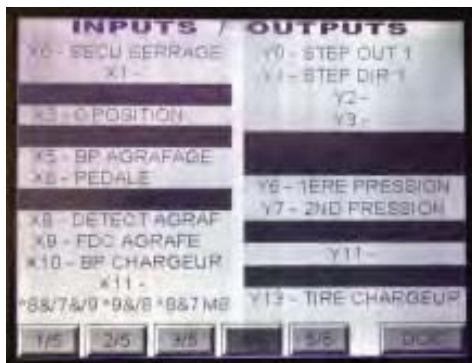 INPUTS / OUTPUTS
X0 - SECU SERRAGE
X1 -
X3 - O POSITION
X5 - BP AGRAFAGE
X6 - PEDALE
X8 - DETECT AGRAF
X9 - FDC AGRAFE
X10 - BP CHARGEUR
X11 -
Y0 - STEP OUT 1
Y1 - STEP DIR 1
Y2 -
Y3 -
Y6 - 1ERE PRESSION
Y7 - 2ND PRESSION
Y11 -
Y13 - TIRE CHARGEUR
1/5 2/5 3/5 5/5